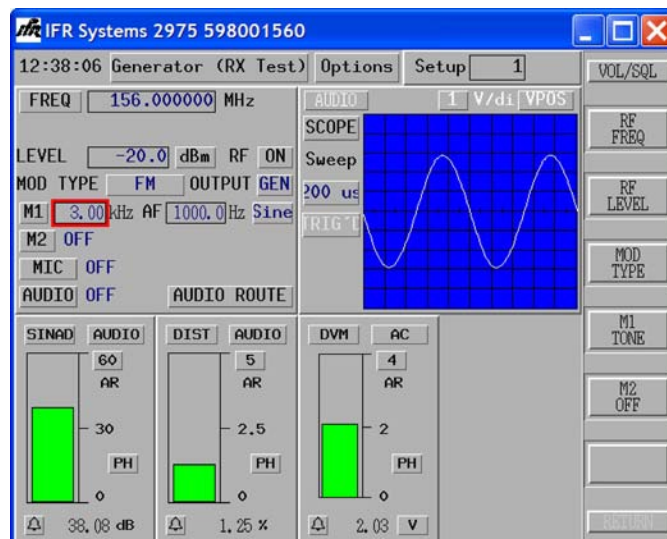 IFR Systems 2975 598001560
12:38:06 Generator (RX Test) Options Setup 1
VOL/SQL
FREQ 156.000000 MHz
LEVEL -20.0 dBm RF ON
MOD TYPE FM OUTPUT GEN
M1 3.00 kHz AF 1000.0 Hz Sine
M2 OFF
MIC OFF
AUDIO OFF AUDIO ROUTE
AUDIO 1 V/di VPOS
SCOPE
Sweep
200 us
TRIG'D
RF FREQ
RF LEVEL
MOD TYPE
M1 TONE
M2 OFF
RETURN
SINAD AUDIO
60
AR
30
PH
0
38.08 dB
DIST AUDIO
5
AR
2.5
PH
0
1.25 %
DVM AC
4
AR
2
PH
0
2.03 V